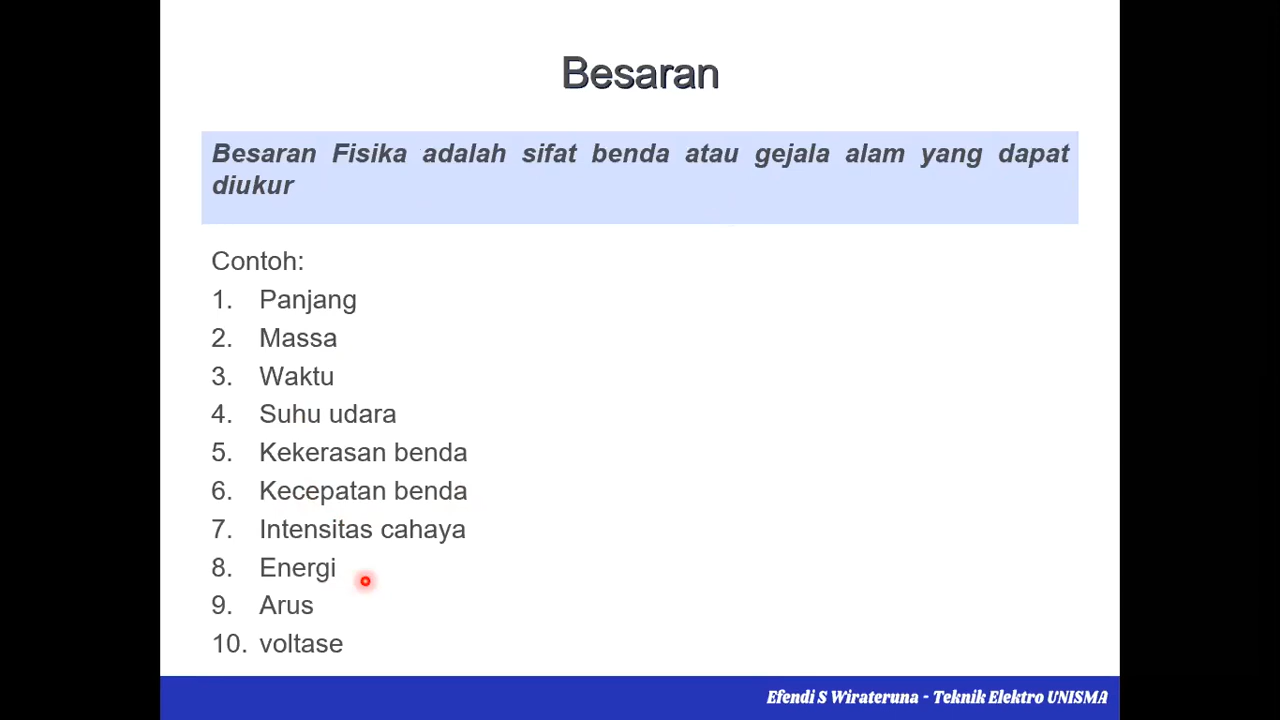 Besaran
Besaran Fisika adalah sifat benda atau gejala alam yang dapat
diukur
Contoh:
1. Panjang
2. Massa
3. Waktu
4. Suhu udara
5. Kekerasan benda
6. Kecepatan benda
7. Intensitas cahaya
8. Energi
9. Arus
10. voltase
Efendi S Wirateruna - Teknik Elektro UNISMA